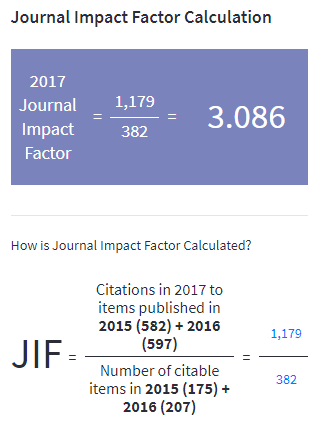 Journal Impact Factor Calculation
2017
Journal
Impact
Factor
=
1,179
382
=
3.086
How is Journal Impact Factor Calculated?
JIF =
Citations in 2017 to
items published in
2015 (582) + 2016
(597)
Number of citable
items in 2015 (175) +
2016 (207)
=
1,179
382